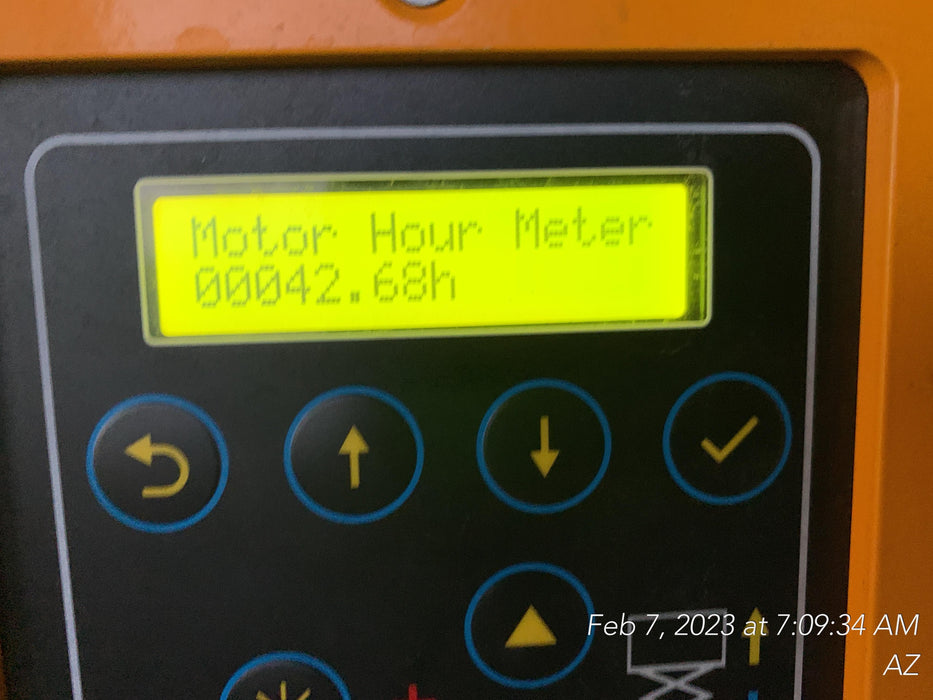 Motor Hour Meter
00042.68h
Feb 7, 2023 at 7:09:34 AM
AZ